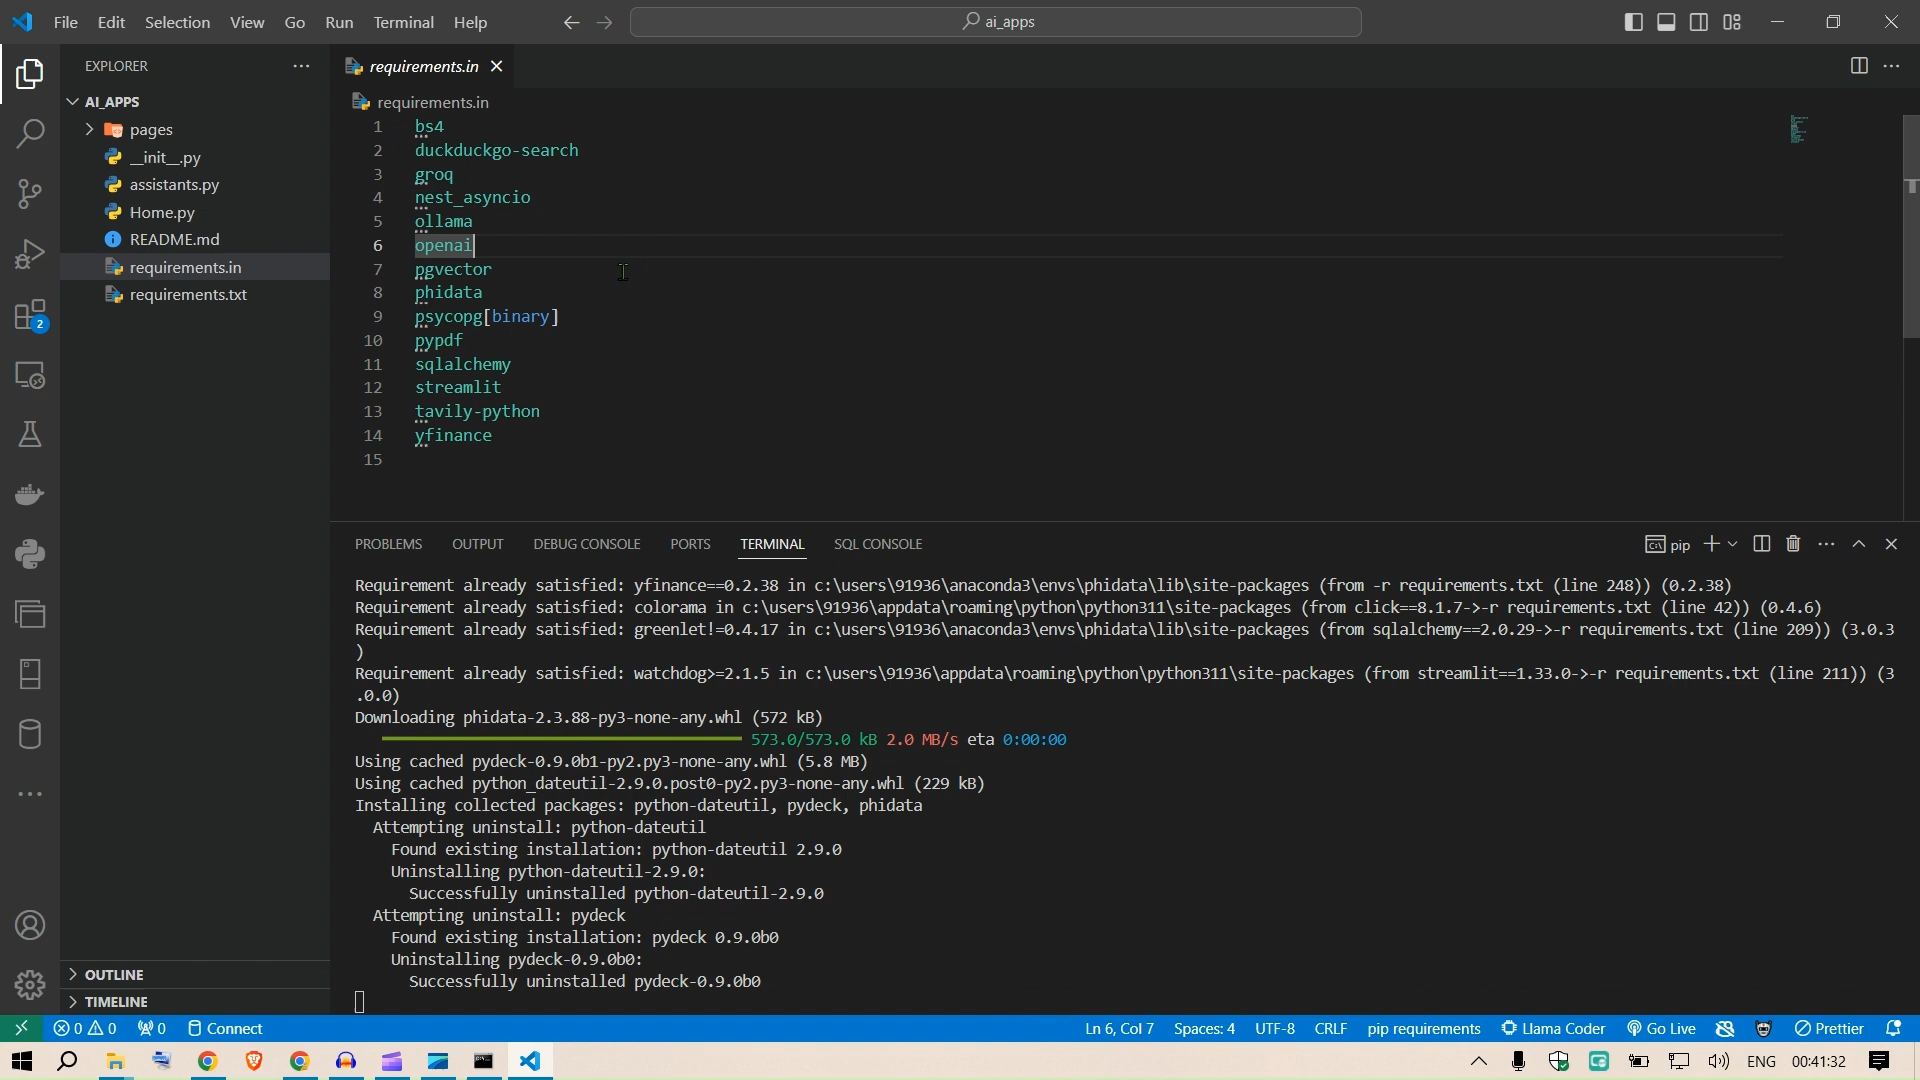 File Edit Selection View Go Run Terminal Help
ai_apps
EXPLORER
AI_APPS
pages
__init__.py
assistants.py
Home.py
README.md
requirements.in
requirements.txt
OUTLINE
TIMELINE
2
requirements.in
requirements.in
1 bs4
2 duckduckgo-search
3 groq
4 nest_asyncio
5 ollama
6 openai
7 pgvector
8 phidata
9 psycopg[binary]
10 pypdf
11 sqlalchemy
12 streamlit
13 tavily-python
14 yfinance
15
PROBLEMS OUTPUT DEBUG CONSOLE PORTS TERMINAL SQL CONSOLE
pip
Requirement already satisfied: yfinance==0.2.38 in c:\users\91936\anaconda3\envs\phidata\lib\site-packages (from -r requirements.txt (line 248)) (0.2.38)
Requirement already satisfied: colorama in c:\users\91936\appdata\roaming\python\python311\site-packages (from click==8.1.7->-r requirements.txt (line 42)) (0.4.6)
Requirement already satisfied: greenlet!=0.4.17 in c:\users\91936\anaconda3\envs\phidata\lib\site-packages (from sqlalchemy==2.0.29->-r requirements.txt (line 209)) (3.0.3
)
Requirement already satisfied: watchdog>=2.1.5 in c:\users\91936\appdata\roaming\python\python311\site-packages (from streamlit==1.33.0->-r requirements.txt (line 211)) (3
.0.0)
Downloading phidata-2.3.88-py3-none-any.whl (572 kB)
573.0/573.0 kB 2.0 MB/s eta 0:00:00
Using cached pydeck-0.9.0b1-py2.py3-none-any.whl (5.8 MB)
Using cached python_dateutil-2.9.0.post0-py2.py3-none-any.whl (229 kB)
Installing collected packages: python-dateutil, pydeck, phidata
Attempting uninstall: python-dateutil
Found existing installation: python-dateutil 2.9.0
Uninstalling python-dateutil-2.9.0:
Successfully uninstalled python-dateutil-2.9.0
Attempting uninstall: pydeck
Found existing installation: pydeck 0.9.0b0
Uninstalling pydeck-0.9.0b0:
Successfully uninstalled pydeck-0.9.0b0
0 0 0 Connect Ln 6, Col 7 Spaces: 4 UTF-8 CRLF pip requirements Llama Coder Go Live Prettier
ENG 00:41:32